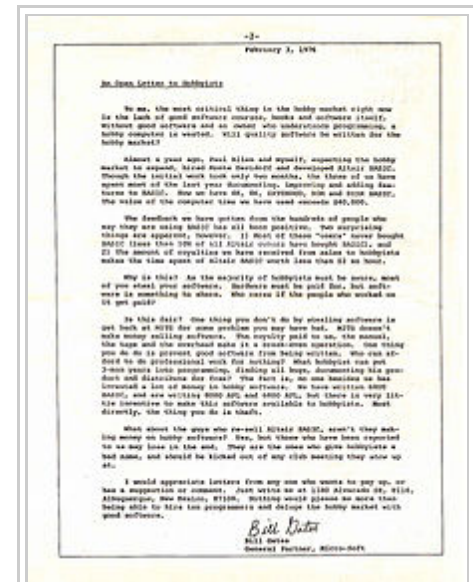 -2-
February 3, 1976
An Open Letter to Hobbyists
To me, the most critical thing in the hobby market right now
is the lack of good software courses, books and software itself.
Without good software and an owner who understands programming, a
hobby computer is wasted. Will quality software be written for the
hobby market?
Almost a year ago, Paul Allen and myself, expecting the hobby
market to expand, hired Monte Davidoff and developed Altair BASIC.
Though the initial work took only two months, the three of us have
spent most of the last year documenting, improving and adding fea-
tures to BASIC. Now we have 4K, 8K, EXTENDED, ROM and DISK BASIC.
The value of the computer time we have used exceeds $40,000.
The feedback we have gotten from the hundreds of people who
say they are using BASIC has all been positive. Two surprising
things are apparent, however. 1) Most of these "users" never bought
BASIC (less than 10% of all Altair owners have bought BASIC), and
2) The amount of royalties we have received from sales to hobbyists
makes the time spent of Altair BASIC worth less than $2 an hour.
Why is this? As the majority of hobbyists must be aware, most
of you steal your software. Hardware must be paid for, but soft-
ware is something to share. Who cares if the people who worked on
it get paid?
Is this fair? One thing you don't do by stealing software is
get back at MITS for some problem you may have had. MITS doesn't
make money selling software. The royalty paid to us, the manual,
the tape and the overhead make it a break-even operation. One thing
you do do is prevent good software from being written. Who can af-
ford to do professional work for nothing? What hobbyist can put
3-man years into programming, finding all bugs, documenting his pro-
duct and distribute for free? The fact is, no one besides us has
invested a lot of money in hobby software. We have written 6800
BASIC, and are writing 8080 APL and 6800 APL, but there is very lit-
tle incentive to make this software available to hobbyists. Most
directly, the thing you do is theft.
What about the guys who re-sell Altair BASIC, aren't they mak-
ing money on hobby software? Yes, but those who have been reported
to us may lose in the end. They are the ones who give hobbyists a
bad name, and should be kicked out of any club meeting they show up
at.
I would appreciate letters from any one who wants to pay up, or
has a suggestion or comment. Just write me at 1180 Alvarado SE, #114,
Albuquerque, New Mexico, 87108. Nothing would please me more than
being able to hire ten programmers and deluge the hobby market with
good software.
Bill Gates
Bill Gates
General Partner, Micro-Soft